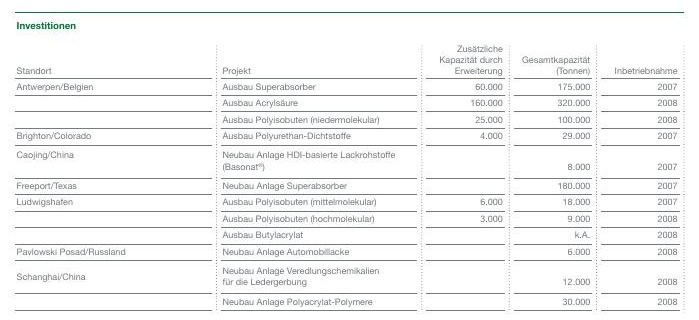 Investitionen
Zusätzliche
Kapazität durch Gesamtkapazität
Standort Projekt Erweiterung (Tonnen) Inbetriebnahme
Antwerpen/Belgien Ausbau Superabsorber 60.000 175.000 2007
Ausbau Acrylsäure 160.000 320.000 2008
Ausbau Polyisobuten (niedermolekular) 25.000 100.000 2008
Brighton/Colorado Ausbau Polyurethan-Dichtstoffe 4.000 29.000 2007
Caojing/China Neubau Anlage HDI-basierte Lackrohstoffe
(Basonat®) 8.000 2007
Freeport/Texas Neubau Anlage Superabsorber 180.000 2007
Ludwigshafen Ausbau Polyisobuten (mittelmolekular) 6.000 18.000 2007
Ausbau Polyisobuten (hochmolekular) 3.000 9.000 2008
Ausbau Butylacrylat k.A. 2008
Pavlowski Posad/Russland Neubau Anlage Automobillacke 6.000 2008
Schanghai/China Neubau Anlage Veredlungschemikalien
für die Ledergerbung 12.000 2008
Neubau Anlage Polyacrylat-Polymere 30.000 2008